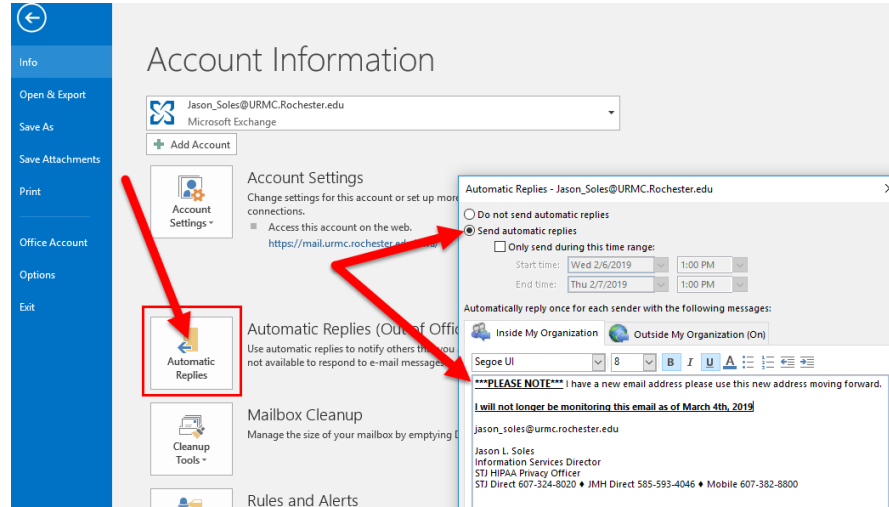 Info
Open & Export
Save As
Save Attachments
Print
Office Account
Options
Exit
Account Information
Jason_Soles@URMC.Rochester.edu
Microsoft Exchange
Add Account
Account Settings
Account Settings
Change settings for this account or set up more
connections.
Access this account on the web.
https://mail.urmc.rochester.
Automatic Replies
Automatic Replies (Out of Offic
Use automatic replies to notify others that you
not available to respond to e-mail messages
Cleanup Tools
Mailbox Cleanup
Manage the size of your mailbox by emptying
Rules and Alerts
Automatic Replies - Jason_Soles@URMC.Rochester.edu
Do not send automatic replies
Send automatic replies
Only send during this time range:
Start time: Wed 2/6/2019 1:00 PM
End time: Thu 2/7/2019 1:00 PM
Automatically reply once for each sender with the following messages:
Inside My Organization Outside My Organization (On)
Segoe UI 8 B I U A
***PLEASE NOTE*** I have a new email address please use this new address moving forward.
I will not longer be monitoring this email as of March 4th, 2019
jason_soles@urmc.rochester.edu
Jason L. Soles
Information Services Director
STJ HIPAA Privacy Officer
STJ Direct 607-324-8020 ♦ JMH Direct 585-593-4046 ♦ Mobile 607-382-8800